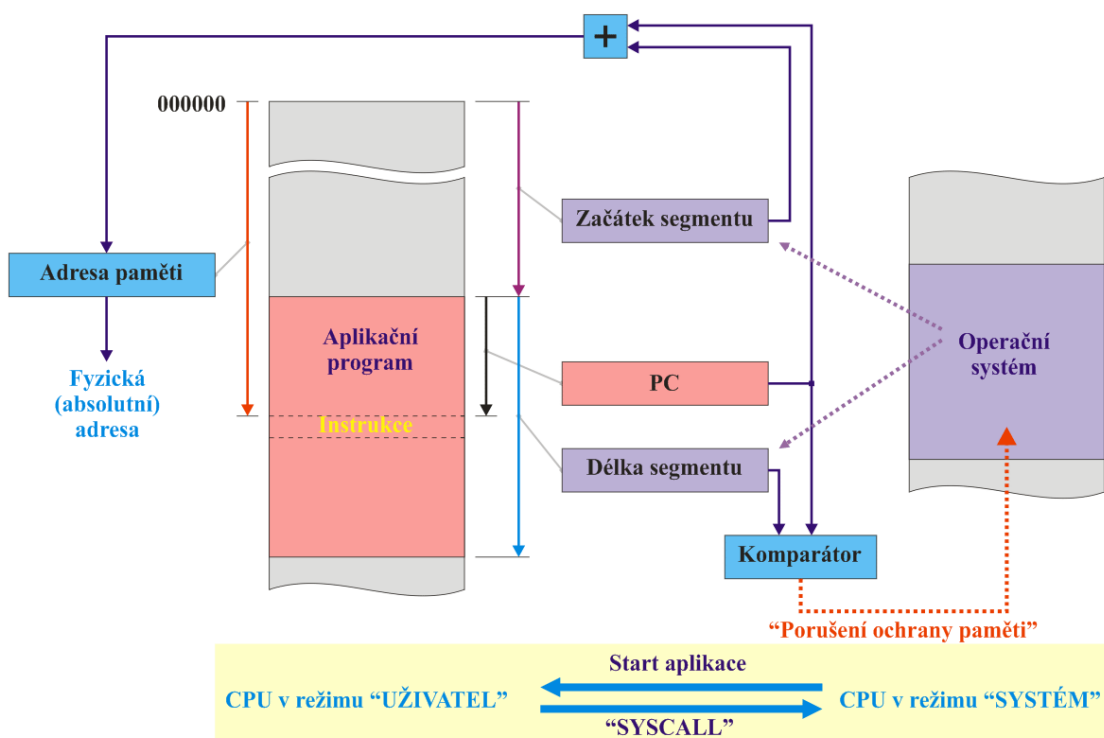 +
000000
Začátek segmentu
Adresa paměti
Aplikační
program
Operační
systém
Fyzická
(absolutní)
adresa
PC
Instrukce
Délka segmentu
Komparátor
“Porušení ochrany paměti”
Start aplikace
CPU v režimu “UŽIVATEL”
CPU v režimu “SYSTÉM”
“SYSCALL”